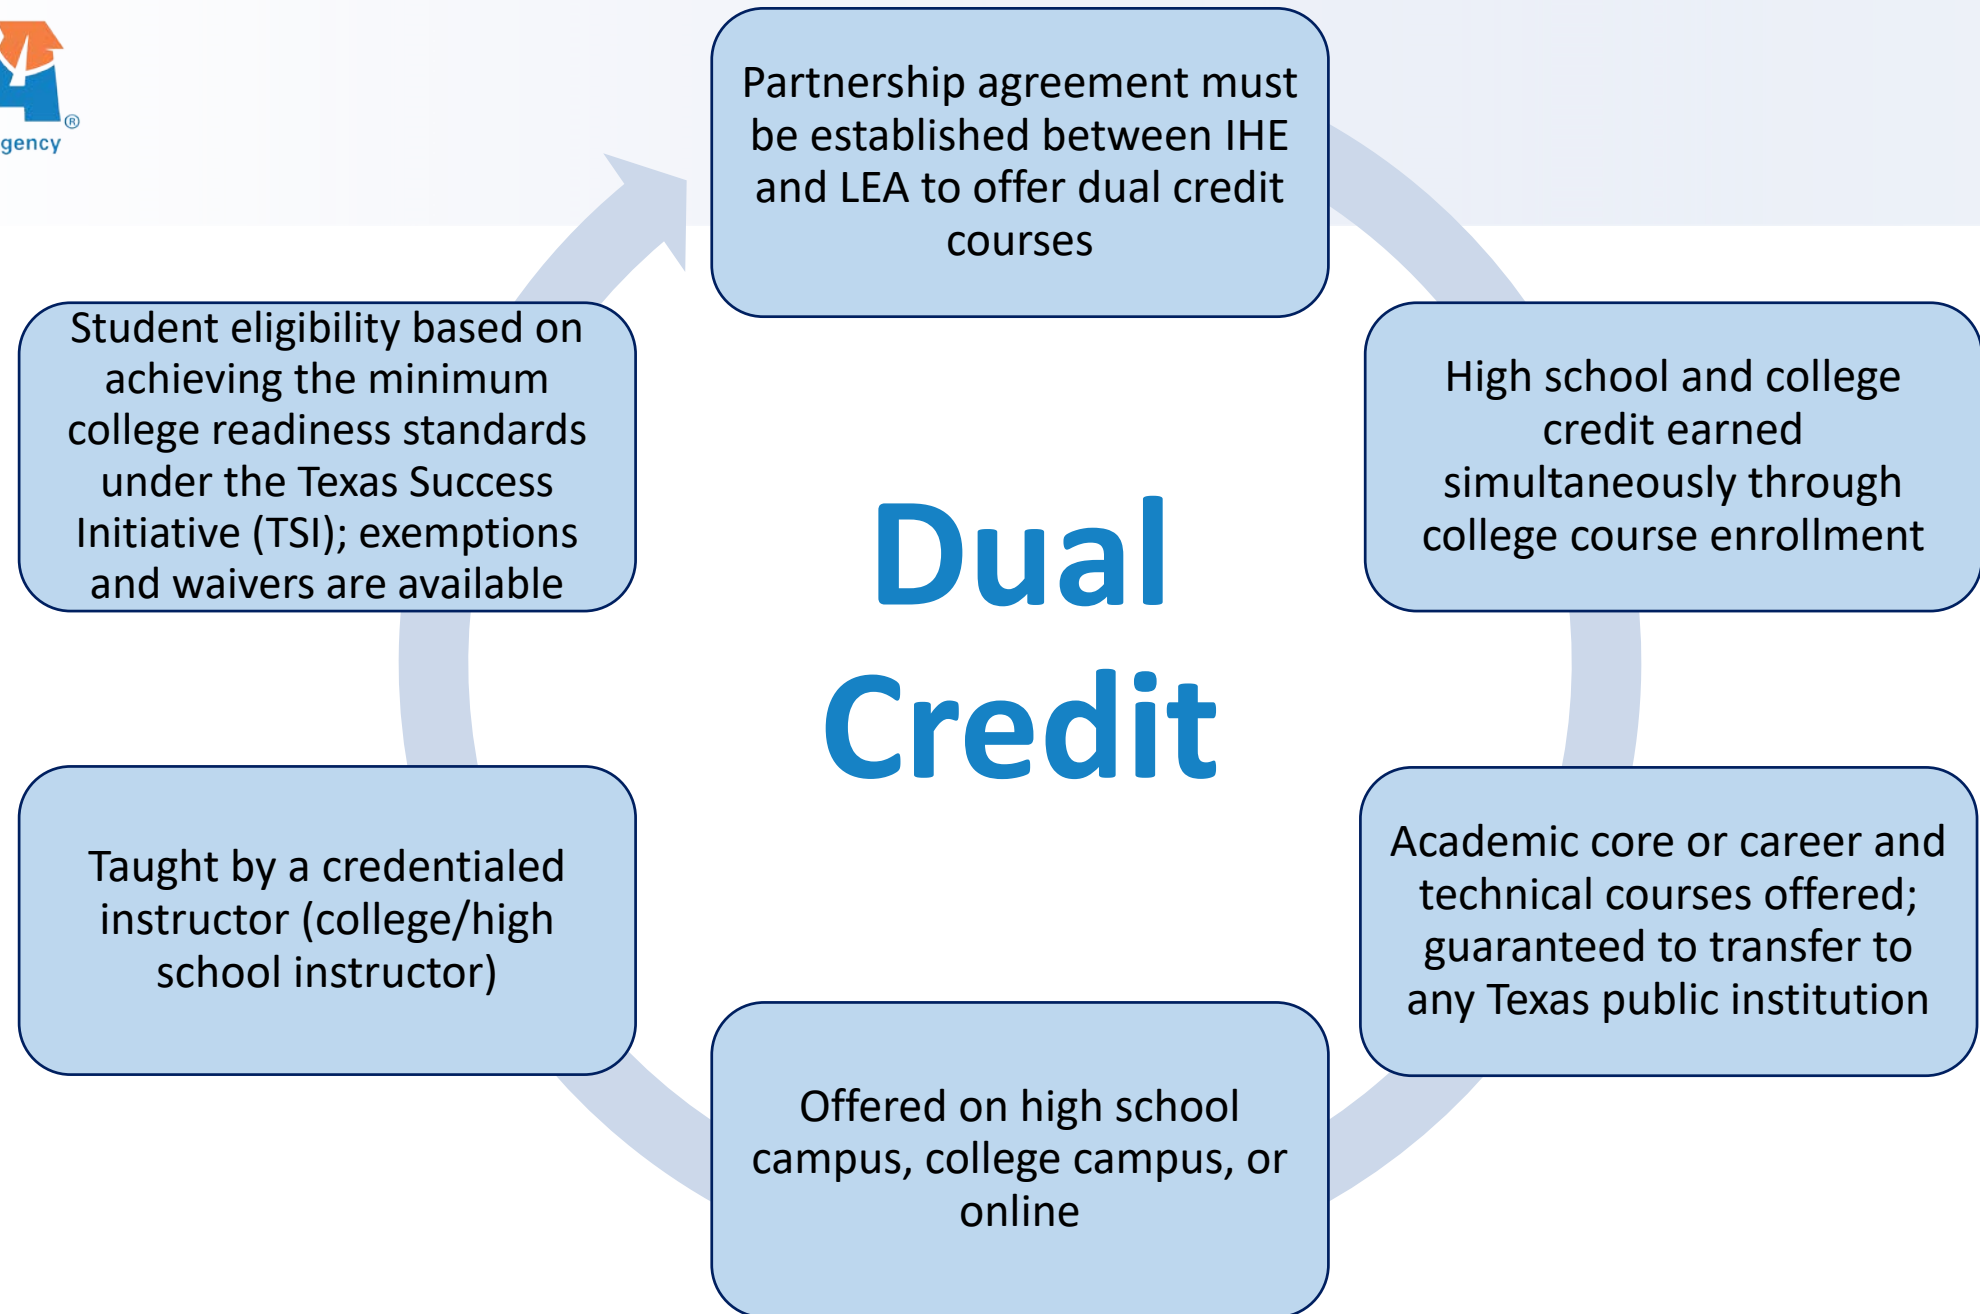 ®
gency
Partnership agreement must
be established between IHE
and LEA to offer dual credit
courses
High school and college
credit earned
simultaneously through
college course enrollment
Academic core or career and
technical courses offered;
guaranteed to transfer to
any Texas public institution
Offered on high school
campus, college campus, or
online
Taught by a credentialed
instructor (college/high
school instructor)
Student eligibility based on
achieving the minimum
college readiness standards
under the Texas Success
Initiative (TSI); exemptions
and waivers are available
Dual
Credit